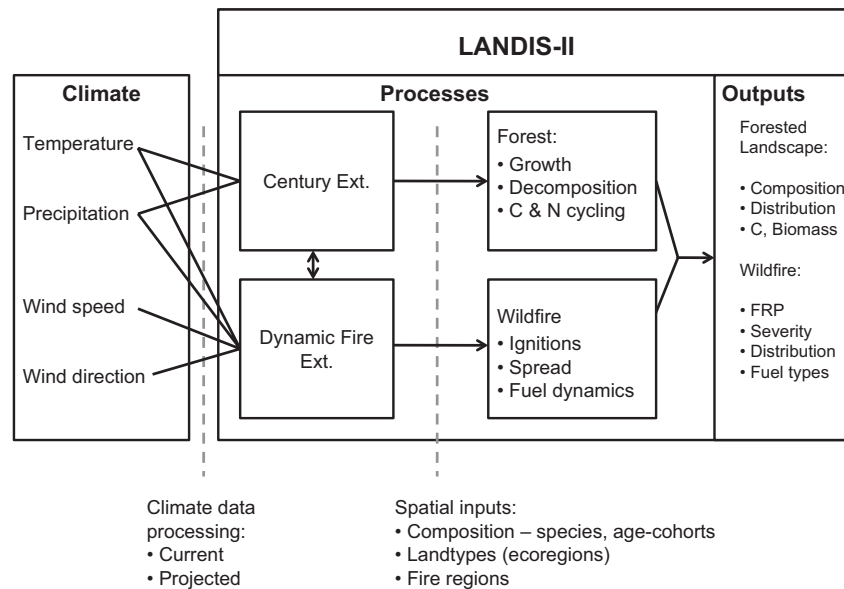 LANDIS-II
Climate
Temperature
Precipitation
Wind speed
Wind direction
Processes
Century Ext.
Dynamic Fire
Ext.
Forest:
• Growth
• Decomposition
• C & N cycling
Wildfire
• Ignitions
• Spread
• Fuel dynamics
Outputs
Forested
Landscape:
• Composition
• Distribution
• C, Biomass
Wildfire:
• FRP
• Severity
• Distribution
• Fuel types
Climate data
processing:
• Current
• Projected
Spatial inputs:
• Composition – species, age-cohorts
• Landtypes (ecoregions)
• Fire regions